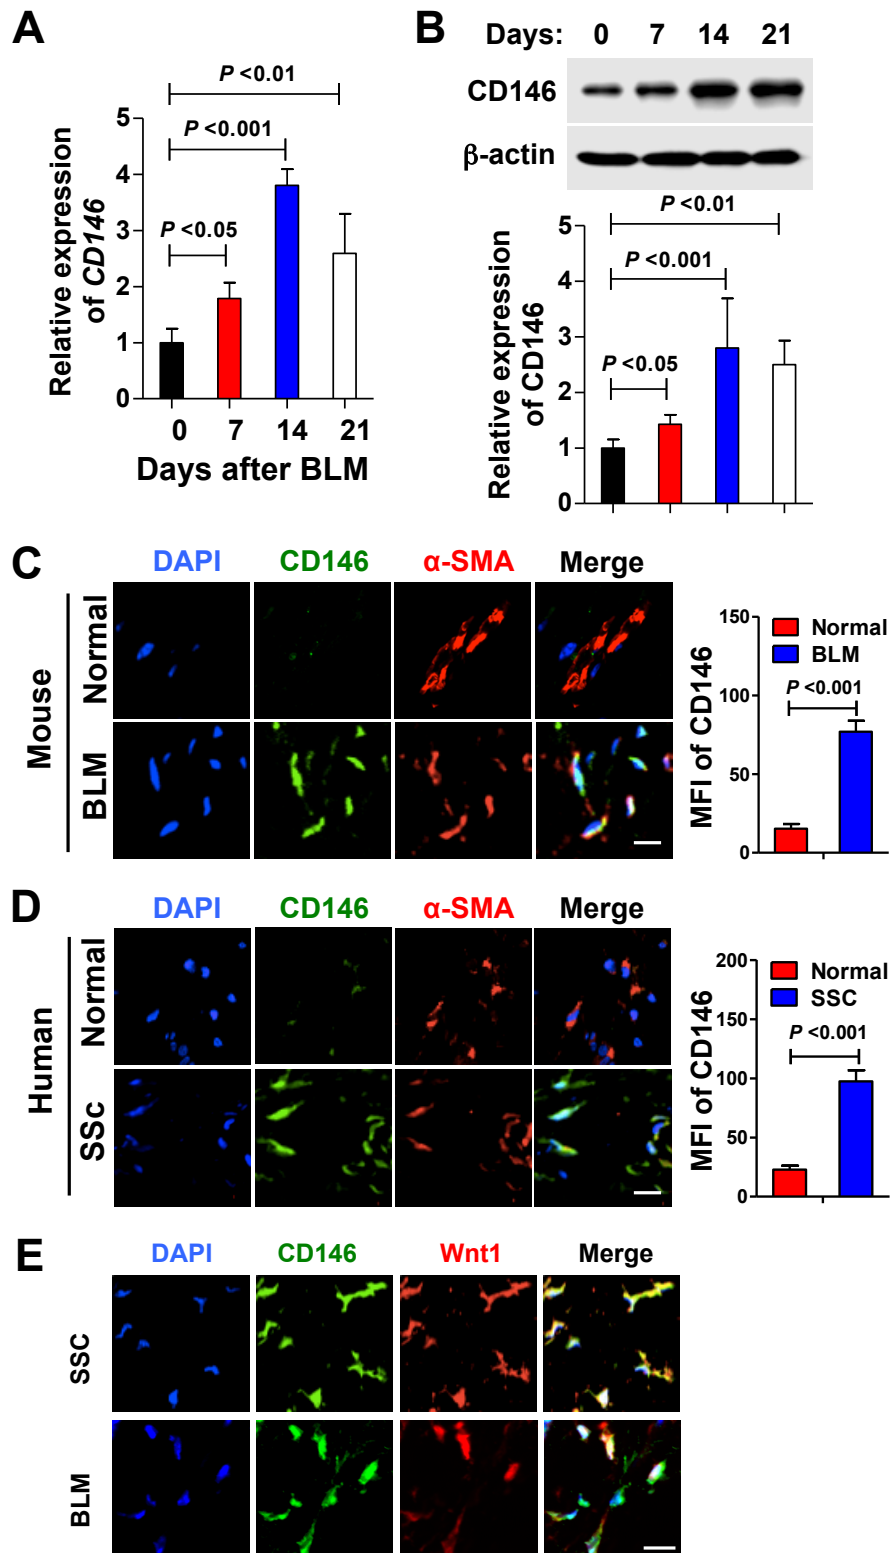 A
P <0.01
P <0.001
P <0.05
Relative expression
of CD146
5
4
3
2
1
0
0 7 14 21
Days after BLM
B
Days: 0 7 14 21
CD146
β-actin
P <0.01
P <0.001
P <0.05
Relative expression
of CD146
5
4
3
2
1
0
C
DAPI CD146 α-SMA Merge
Mouse
Normal
BLM
MFI of CD146
150
100
50
0
Normal
BLM
P <0.001
D
DAPI CD146 α-SMA Merge
Human
Normal
SSc
MFI of CD146
200
150
100
50
0
Normal
SSC
P <0.001
E
DAPI CD146 Wnt1 Merge
SSC
BLM